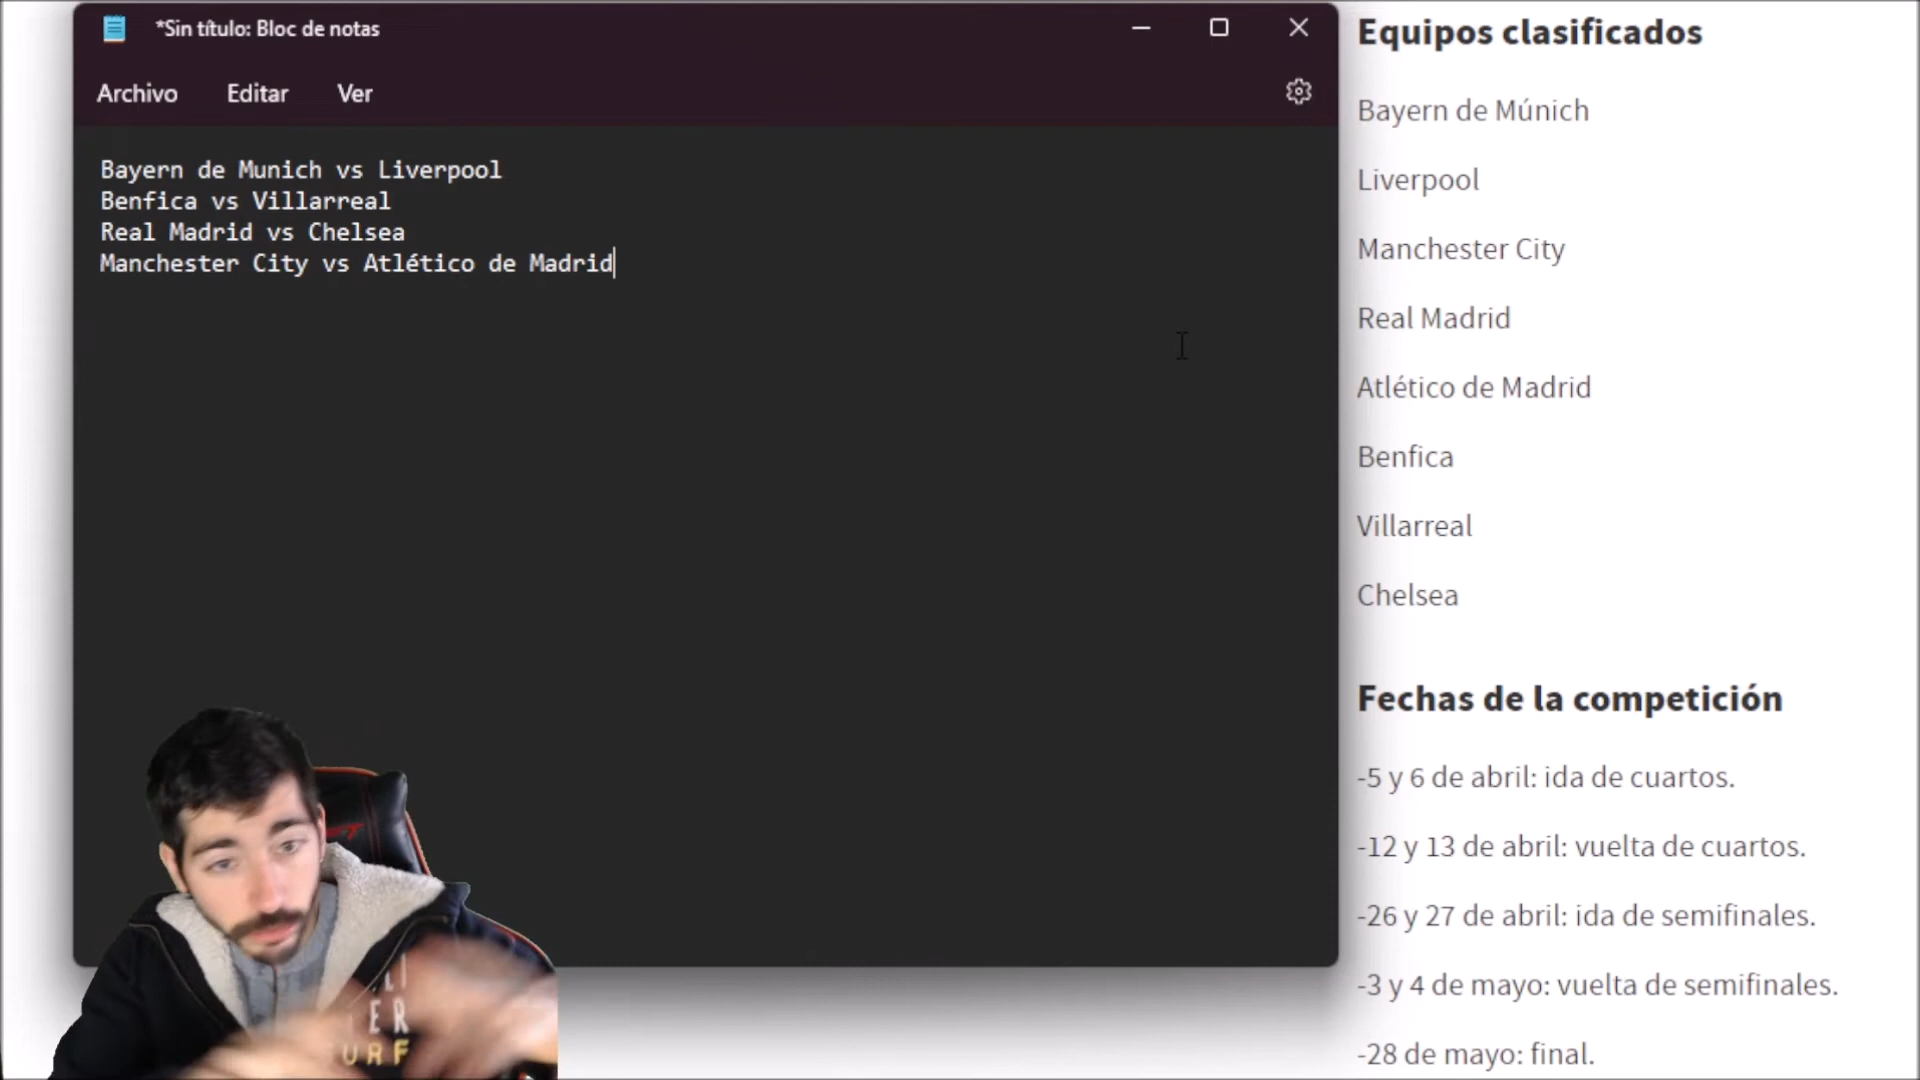 *Sin título: Bloc de notas
Archivo Editar Ver
Bayern de Munich vs Liverpool
Benfica vs Villarreal
Real Madrid vs Chelsea
Manchester City vs Atlético de Madrid
Equipos clasificados
Bayern de Múnich
Liverpool
Manchester City
Real Madrid
Atlético de Madrid
Benfica
Villarreal
Chelsea
Fechas de la competición
-5 y 6 de abril: ida de cuartos.
-12 y 13 de abril: vuelta de cuartos.
-26 y 27 de abril: ida de semifinales.
-3 y 4 de mayo: vuelta de semifinales.
-28 de mayo: final.